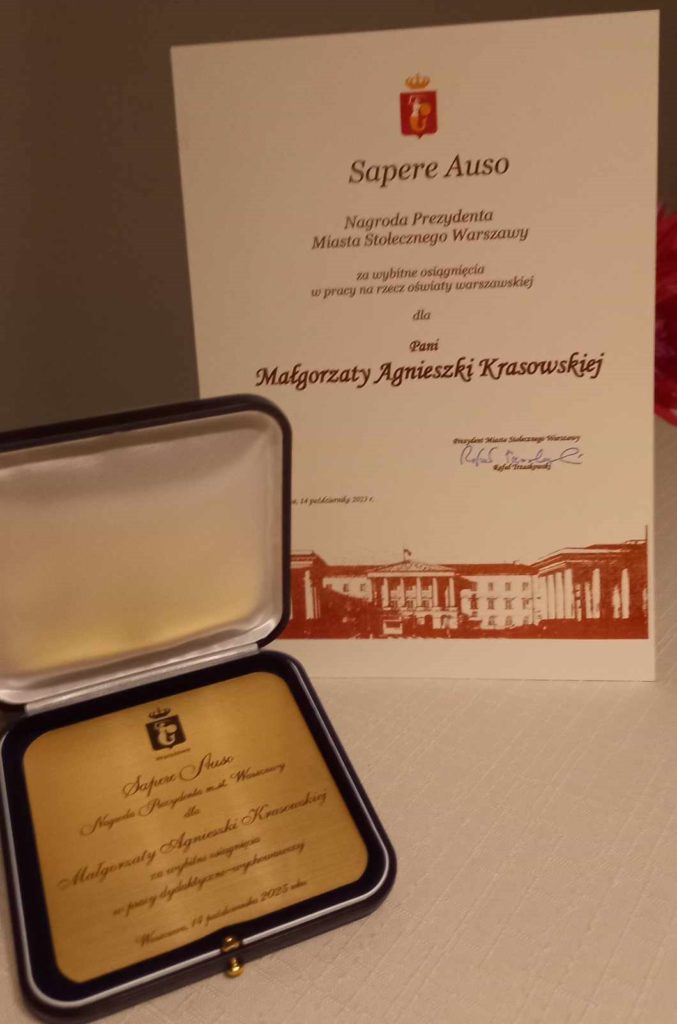 Sapere Auso
Nagroda Prezydenta
Miasta Stołecznego Warszawy
za wybitne osiągnięcia
w pracy na rzecz oświaty warszawskiej
dla
Pani
Małgorzaty Agnieszki Krasowskiej
Prezydent Miasta Stołecznego Warszawy
Rafał Trzaskowski
14 października 2025 r.
Sapere Auso
Nagroda Prezydenta m.st. Warszawy
dla
Małgorzaty Agnieszki Krasowskiej
za wybitne osiągnięcia
w pracy dydaktyczno-wychowawczej
Warszawa, 14 października 2025 roku